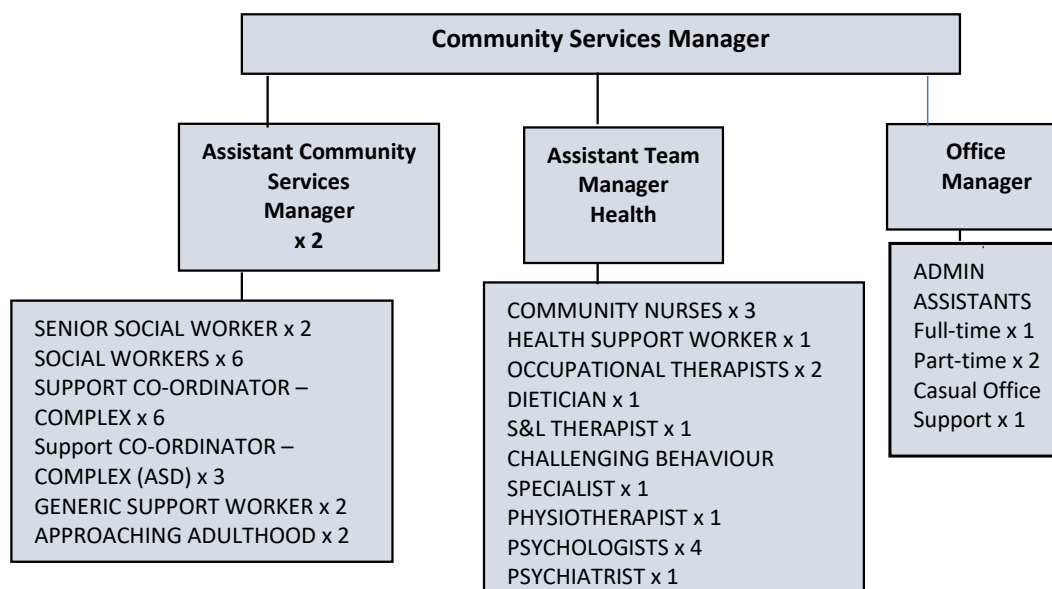 Community Services Manager
Assistant Community
Services
Manager
x 2
Assistant Team
Manager
Health
Office
Manager
SENIOR SOCIAL WORKER x 2
SOCIAL WORKERS x 6
SUPPORT CO-ORDINATOR –
COMPLEX x 6
Support CO-ORDINATOR –
COMPLEX (ASD) x 3
GENERIC SUPPORT WORKER x 2
APPROACHING ADULTHOOD x 2
COMMUNITY NURSES x 3
HEALTH SUPPORT WORKER x 1
OCCUPATIONAL THERAPISTS x 2
DIETICIAN x 1
S&L THERAPIST x 1
CHALLENGING BEHAVIOUR
SPECIALIST x 1
PHYSIOTHERAPIST x 1
PSYCHOLOGISTS x 4
PSYCHIATRIST x 1
ADMIN
ASSISTANTS
Full-time x 1
Part-time x 2
Casual Office
Support x 1